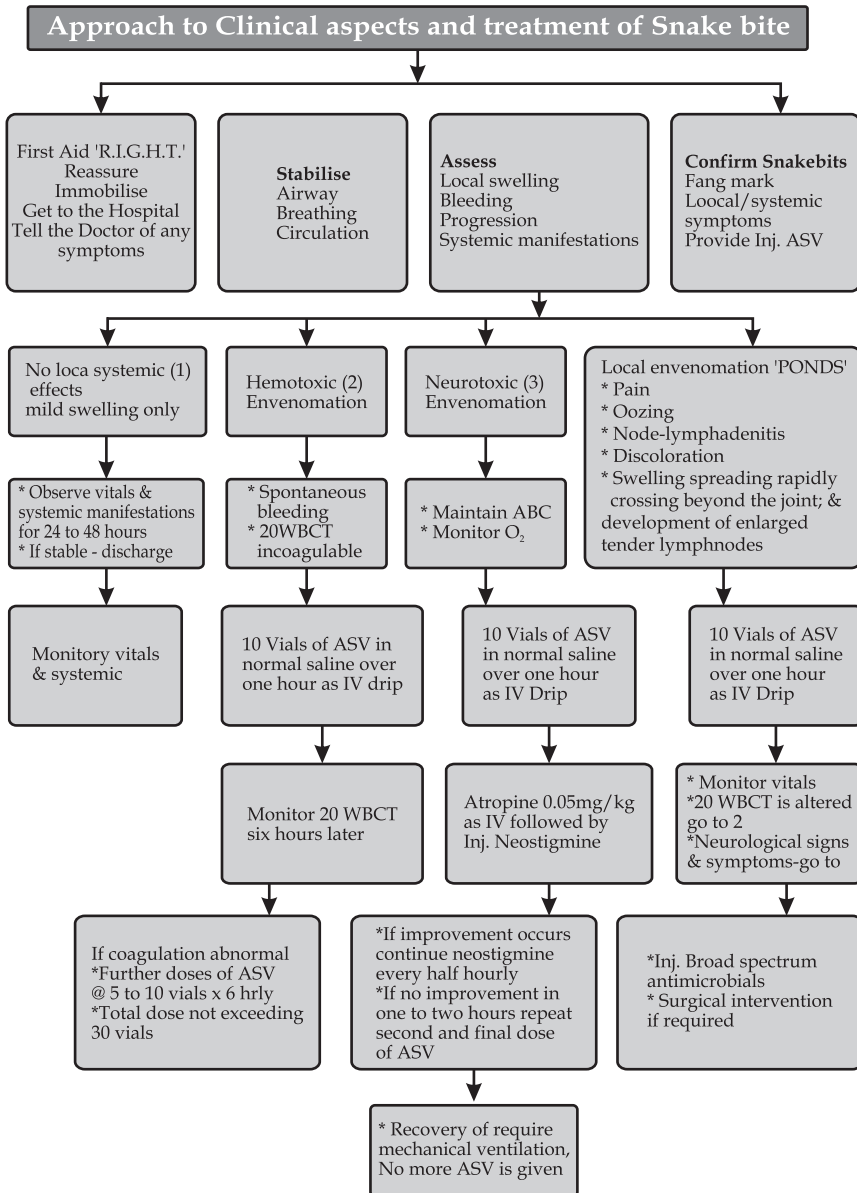 Approach to Clinical aspects and treatment of Snake bite
First Aid 'R.I.G.H.T.'
Reassure
Immobilise
Get to the Hospital
Tell the Doctor of any
symptoms
Stabilise
Airway
Breathing
Circulation
Assess
Local swelling
Bleeding
Progression
Systemic manifestations
Confirm Snakebits
Fang mark
Loocal/systemic
symptoms
Provide Inj. ASV
No loca systemic (1)
effects
mild swelling only
Hemotoxic (2)
Envenomation
Neurotoxic (3)
Envenomation
Local envenomation 'PONDS'
* Pain
* Oozing
* Node-lymphadenitis
* Discoloration
* Swelling spreading rapidly
crossing beyond the joint; &
development of enlarged
tender lymphnodes
* Observe vitals &
systemic manifestations
for 24 to 48 hours
* If stable - discharge
* Spontaneous
bleeding
* 20WBCT
incoagulable
* Maintain ABC
* Monitor O₂
Monitory vitals
& systemic
10 Vials of ASV in
normal saline over
one hour as IV drip
10 Vials of ASV
in normal saline
over one hour
as IV Drip
10 Vials of ASV
in normal saline
over one hour
as IV Drip
Monitor 20 WBCT
six hours later
Atropine 0.05mg/kg
as IV followed by
Inj. Neostigmine
* Monitor vitals
*20 WBCT is altered
go to 2
*Neurological signs
& symptoms-go to
If coagulation abnormal
*Further doses of ASV
@ 5 to 10 vials x 6 hrly
*Total dose not exceeding
30 vials
*If improvement occurs
continue neostigmine
every half hourly
*If no improvement in
one to two hours repeat
second and final dose
of ASV
*Inj. Broad spectrum
antimicrobials
* Surgical intervention
if required
* Recovery of require
mechanical ventilation,
No more ASV is given